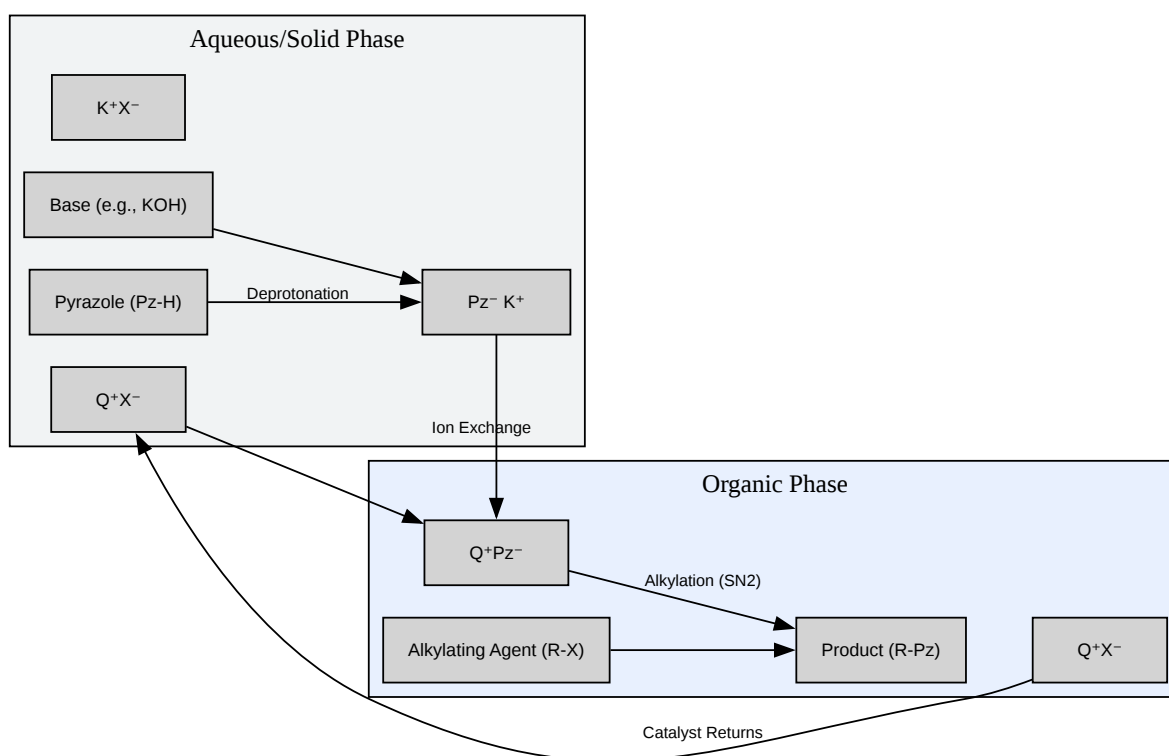 Aqueous/Solid Phase
K⁺X⁻
Base (e.g., KOH)
Pyrazole (Pz-H)
Deprotonation
Pz⁻ K⁺
Q⁺X⁻
Ion Exchange
Organic Phase
Q⁺Pz⁻
Alkylation (SN2)
Alkylating Agent (R-X)
Product (R-Pz)
Q⁺X⁻
Catalyst Returns